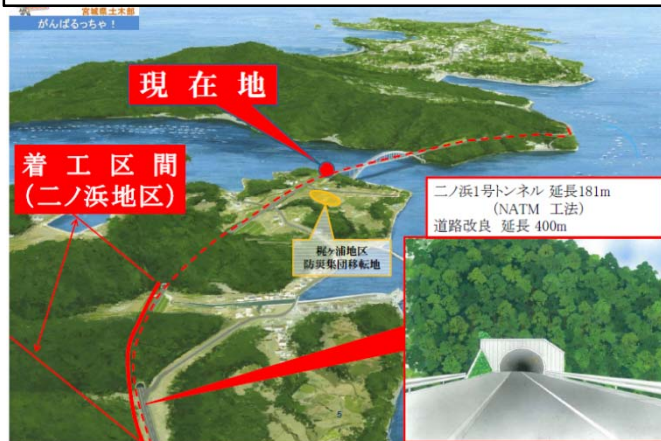 宮城県土木部
がんばるっちゃ！
現在地
着工区間
（二ノ浜地区）
二ノ浜1号トンネル 延長181m
（NATM 工法）
道路改良 延長 400m
梶ヶ浦地区
防災集団移転地
5